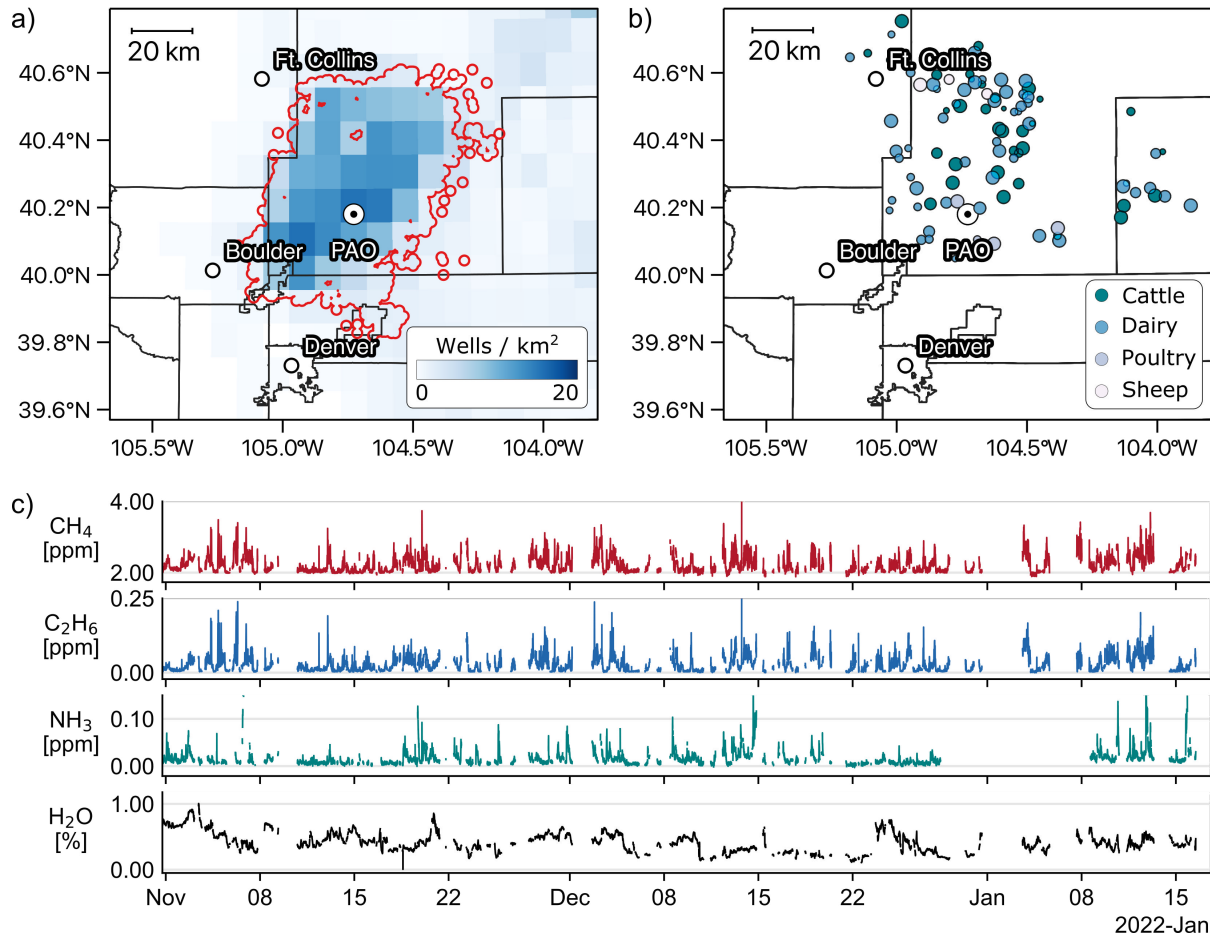 a)
20 km
Ft. Collins
40.6°N
40.4°N
40.2°N
Boulder
PAO
40.0°N
39.8°N
Denver
Wells / km²
0 20
39.6°N
105.5°W 105.0°W 104.5°W 104.0°W
b)
20 km
Ft. Collins
40.6°N
40.4°N
40.2°N
Boulder
PAO
40.0°N
39.8°N
Denver
39.6°N
Cattle
Dairy
Poultry
Sheep
105.5°W 105.0°W 104.5°W 104.0°W
c)
CH₄
[ppm]
4.00
2.00
C₂H₆
[ppm]
0.25
0.00
NH₃
[ppm]
0.10
0.00
H₂O
[%]
1.00
0.00
Nov 08 15 22 Dec 08 15 22 Jan 08 15
2022-Jan